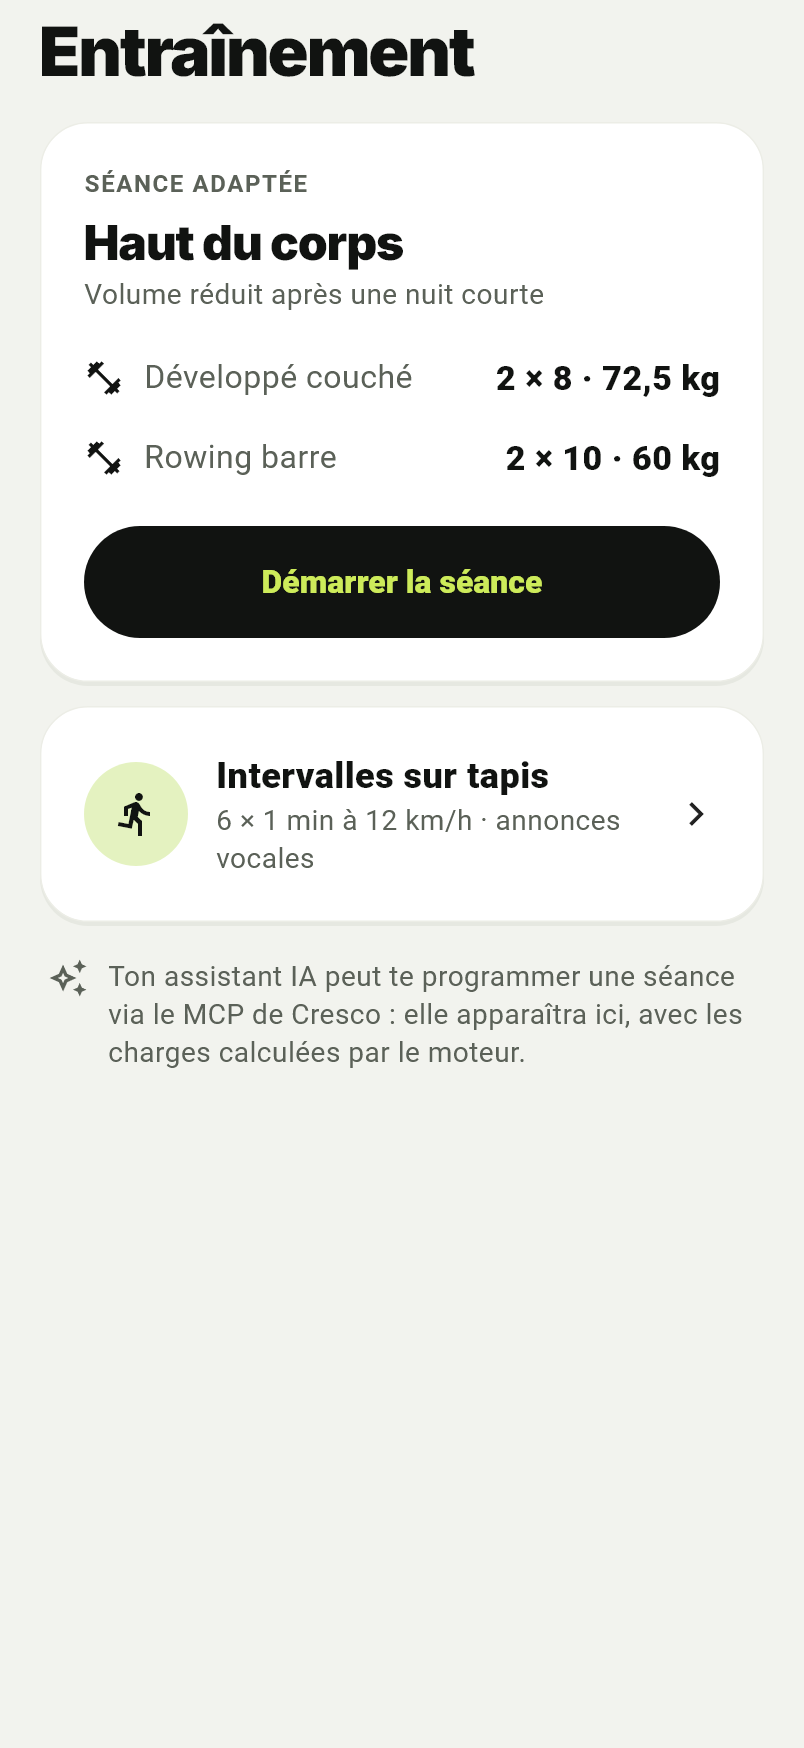 Entraînement
SÉANCE ADAPTÉE
Haut du corps
Volume réduit après une nuit courte
Développé couché 2 × 8 · 72,5 kg
Rowing barre 2 × 10 · 60 kg
Démarrer la séance
Intervalles sur tapis
6 × 1 min à 12 km/h · annonces
vocales
Ton assistant IA peut te programmer une séance
via le MCP de Cresco : elle apparaîtra ici, avec les
charges calculées par le moteur.